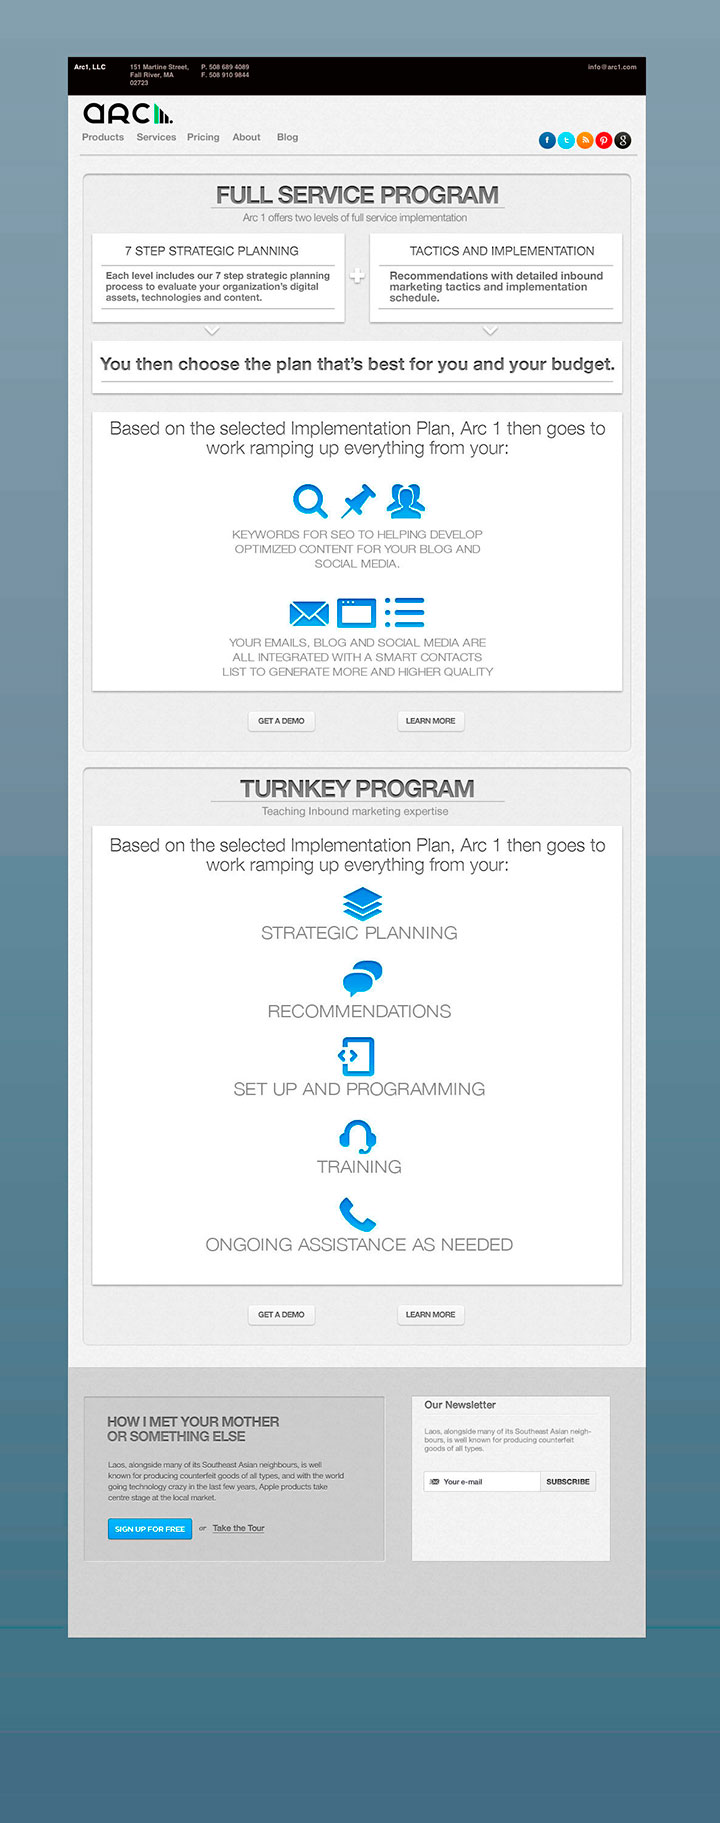 Arc1, LLC
151 Martine Street,
Fall River, MA
02723
P. 508 689 4089
F. 508 910 9844
info@arc1.com
ARC1.
Products Services Pricing About Blog
FULL SERVICE PROGRAM
Arc 1 offers two levels of full service implementation
7 STEP STRATEGIC PLANNING
Each level includes our 7 step strategic planning
process to evaluate your organization's digital
assets, technologies and content.
TACTICS AND IMPLEMENTATION
Recommendations with detailed inbound
marketing tactics and implementation
schedule.
You then choose the plan that's best for you and your budget.
Based on the selected Implementation Plan, Arc 1 then goes to
work ramping up everything from your:
KEYWORDS FOR SEO TO HELPING DEVELOP
OPTIMIZED CONTENT FOR YOUR BLOG AND
SOCIAL MEDIA.
YOUR EMAILS, BLOG AND SOCIAL MEDIA ARE
ALL INTEGRATED WITH A SMART CONTACTS
LIST TO GENERATE MORE AND HIGHER QUALITY
GET A DEMO LEARN MORE
TURNKEY PROGRAM
Teaching Inbound marketing expertise
Based on the selected Implementation Plan, Arc 1 then goes to
work ramping up everything from your:
STRATEGIC PLANNING
RECOMMENDATIONS
SET UP AND PROGRAMMING
TRAINING
ONGOING ASSISTANCE AS NEEDED
GET A DEMO LEARN MORE
HOW I MET YOUR MOTHER
OR SOMETHING ELSE
Laos, alongside many of its Southeast Asian neighbours, is well
known for producing counterfeit goods of all types, and with the world
going technology crazy in the last few years, Apple products take
centre stage at the local market.
SIGN UP FOR FREE or Take the Tour
Our Newsletter
Laos, alongside many of its Southeast Asian neigh-
bours, is well known for producing counterfeit
goods of all types.
Your e-mail SUBSCRIBE